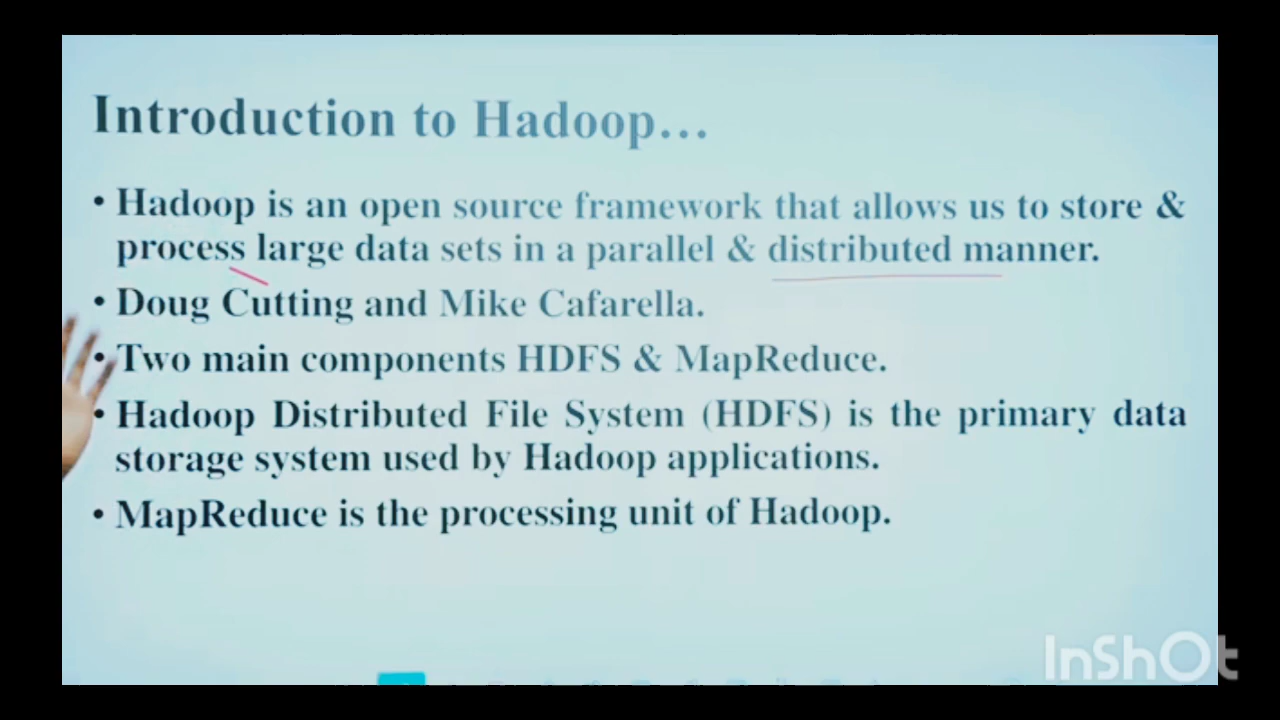 Introduction to Hadoop...
• Hadoop is an open source framework that allows us to store &
process large data sets in a parallel & distributed manner.
• Doug Cutting and Mike Cafarella.
• Two main components HDFS & MapReduce.
• Hadoop Distributed File System (HDFS) is the primary data
storage system used by Hadoop applications.
• MapReduce is the processing unit of Hadoop.
InShOt